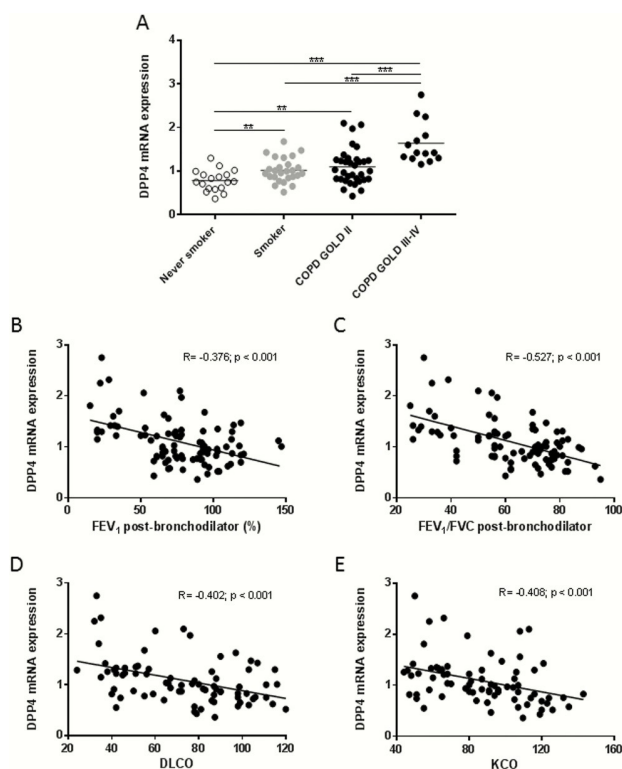 A
DPP4 mRNA expression
4
3
2
1
0
***
***
***
**
**
Never smoker
Smoker
COPD GOLD II
COPD GOLD III-IV
B
DPP4 mRNA expression
3
2
1
0
R= -0.376; p < 0.001
0
50
100
150
FEV1 post-bronchodilator (%)
C
DPP4 mRNA expression
3
2
1
0
R= -0.527; p < 0.001
20
40
60
80
100
FEV1/FVC post-bronchodilator
D
DPP4 mRNA expression
3
2
1
0
R= -0.402; p < 0.001
20
40
60
80
100
120
DLCO
E
DPP4 mRNA expression
3
2
1
0
R= -0.408; p < 0.001
40
60
80
100
120
140
160
KCO